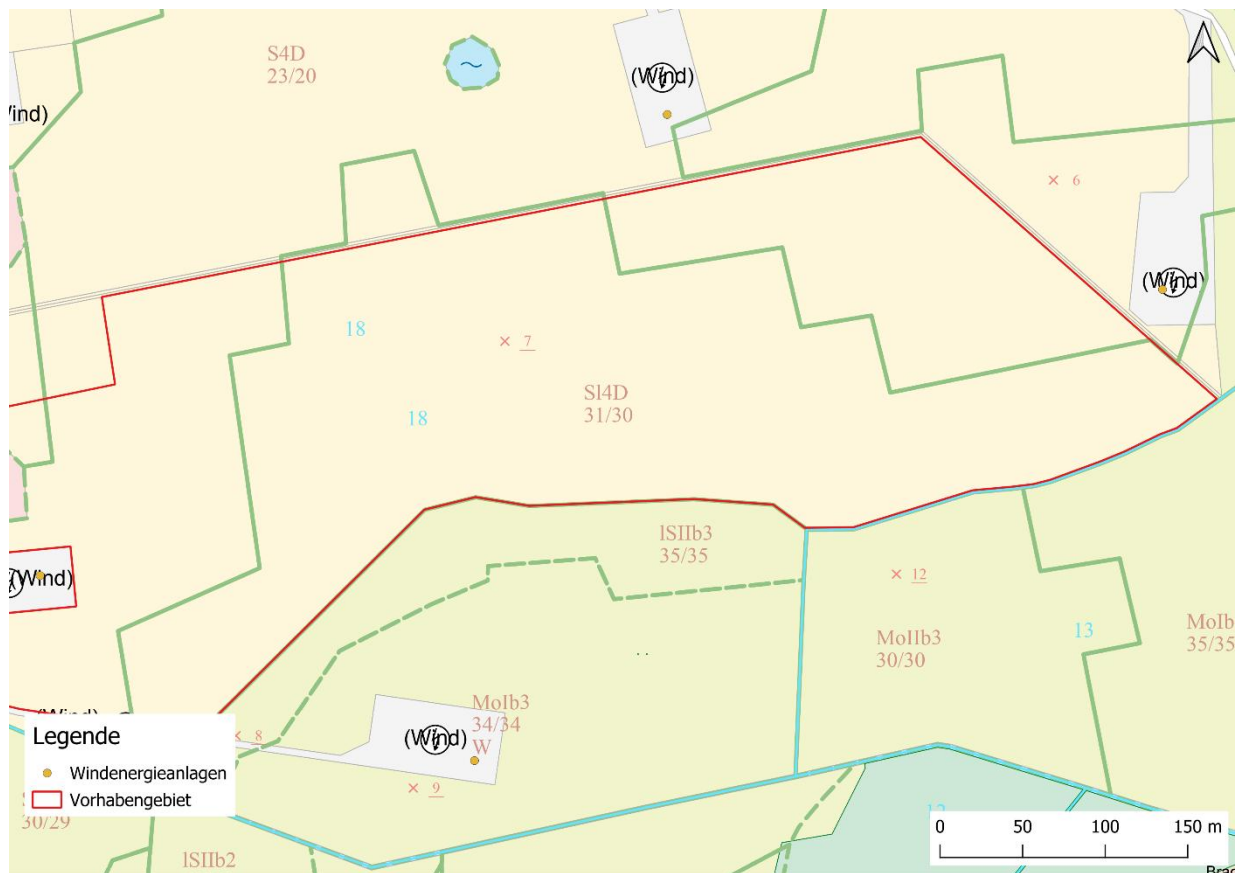 S4D
23/20
(Wind)
Wind)
6
(Wind)
18
7
18
Sl4D
31/30
lSIIb3
35/35
(Wind)
12
MoIIb3
30/30
13
MoIb
35/35
MoIb3
34/34
W
(Wind)
(Wind)
8
9
Legende
Windenergieanlagen
Vorhabengebiet
30/29
lSIIb2
0 50 100 150 m